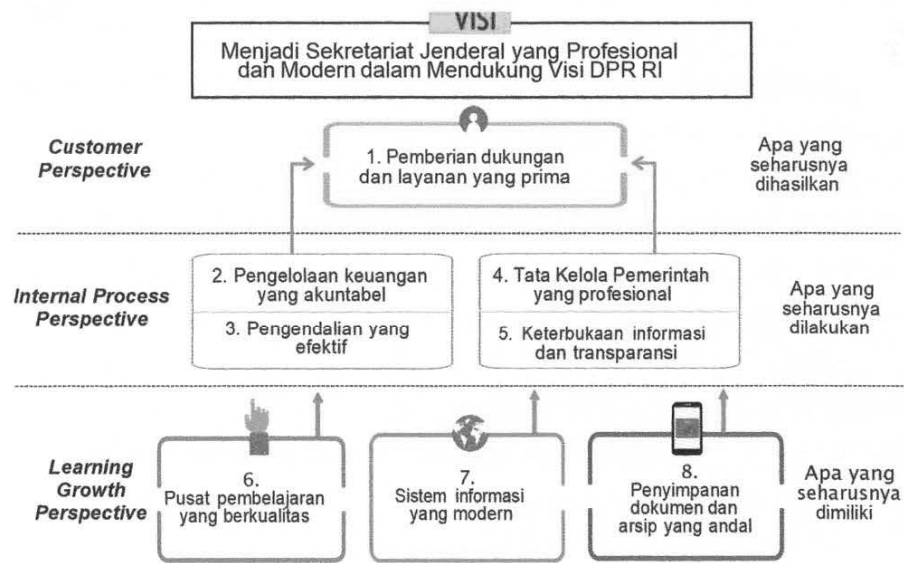 VISI
Menjadi Sekretariat Jenderal yang Profesional
dan Modern dalam Mendukung Visi DPR RI
Customer
Perspective
1. Pemberian dukungan
dan layanan yang prima
Apa yang
seharusnya
dihasilkan
Internal Process
Perspective
2. Pengelolaan keuangan
yang akuntabel
3. Pengendalian yang
efektif
4. Tata Kelola Pemerintah
yang profesional
5. Keterbukaan informasi
dan transparansi
Apa yang
seharusnya
dilakukan
Learning
Growth
Perspective
6.
Pusat pembelajaran
yang berkualitas
7.
Sistem informasi
yang modern
8.
Penyimpanan
dokumen dan
arsip yang andal
Apa yang
seharusnya
dimiliki